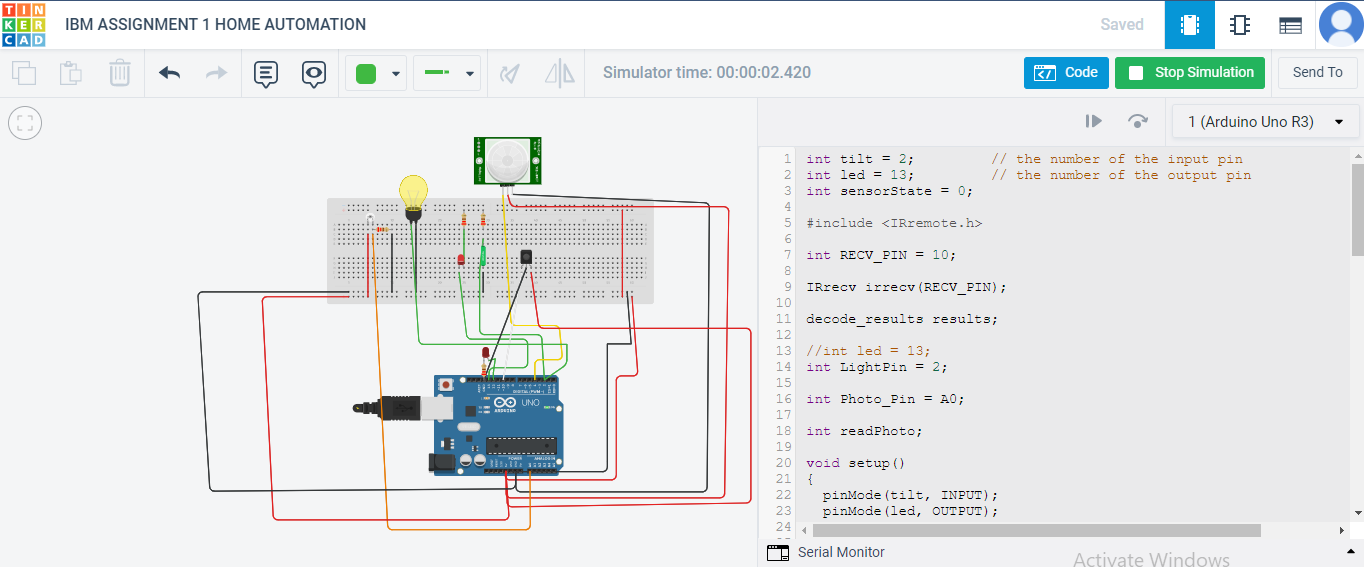 TIN
KER
CAD
IBM ASSIGNMENT 1 HOME AUTOMATION
Saved
Simulator time: 00:00:02.420
Code
Stop Simulation
Send To
1 (Arduino Uno R3)
1 int tilt = 2; // the number of the input pin
2 int led = 13; // the number of the output pin
3 int sensorState = 0;
4
5 #include <IRremote.h>
6
7 int RECV_PIN = 10;
8
9 IRrecv irrecv(RECV_PIN);
10
11 decode_results results;
12
13 //int led = 13;
14 int LightPin = 2;
15
16 int Photo_Pin = A0;
17
18 int readPhoto;
19
20 void setup()
21 {
22 pinMode(tilt, INPUT);
23 pinMode(led, OUTPUT);
24
UNO
ARDUINO
Serial Monitor
Activate Windows